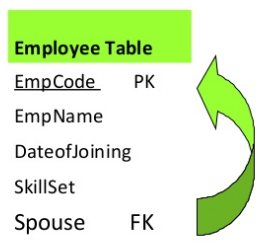 Employee Table
EmpCode PK
EmpName
DateofJoining
SkillSet
Spouse FK